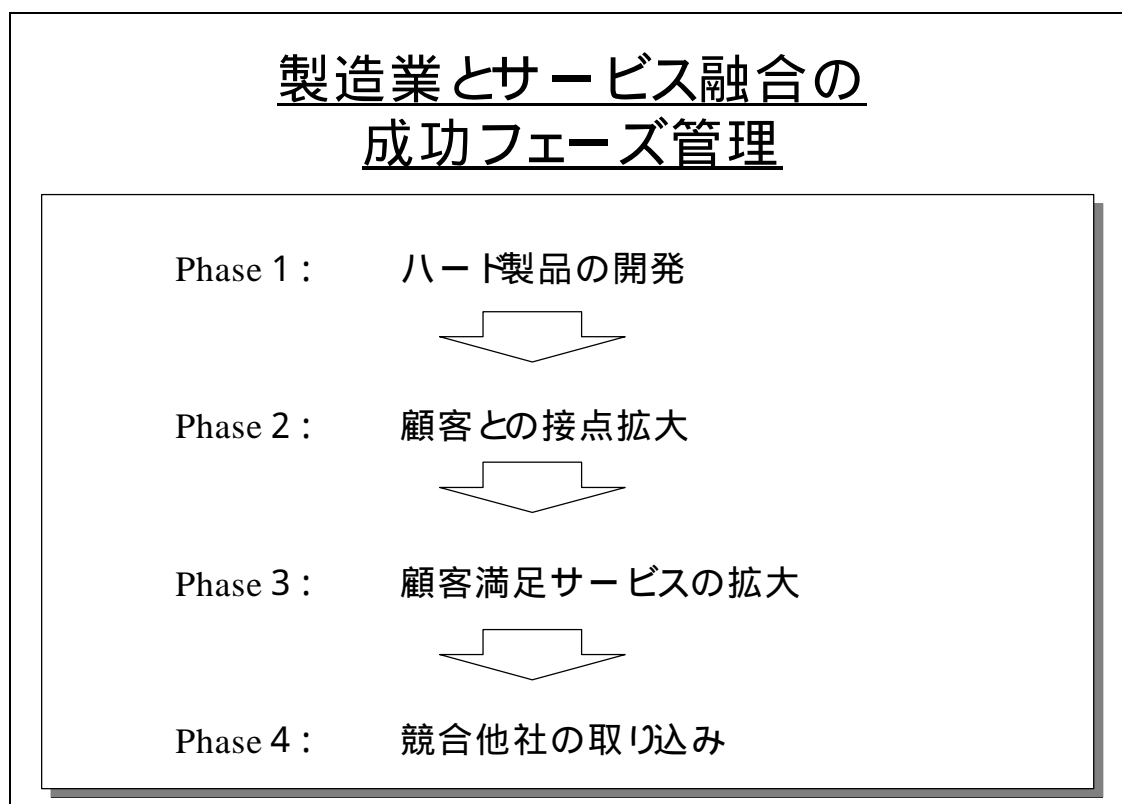 製造業とサービス融合の
成功フェーズ管理
Phase 1: ハード製品の開発
Phase 2: 顧客との接点拡大
Phase 3: 顧客満足サービスの拡大
Phase 4: 競合他社の取り込み